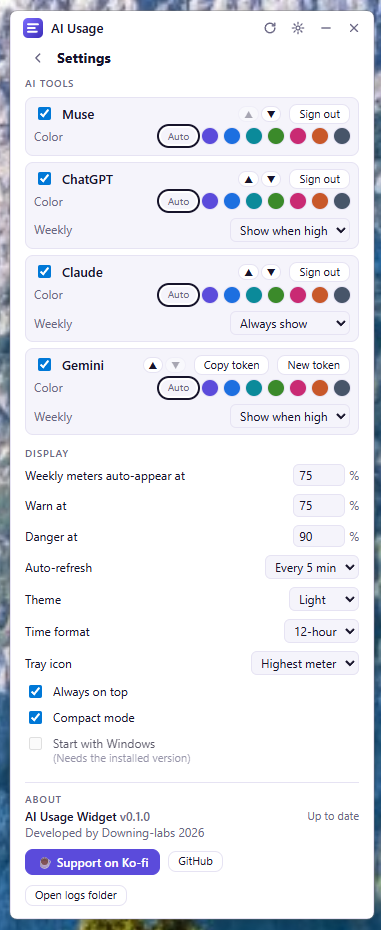 AI Usage
Settings
AI TOOLS
Muse ▲ ▼ Sign out
Color Auto
ChatGPT ▲ ▼ Sign out
Color Auto
Weekly Show when high
Claude ▲ ▼ Sign out
Color Auto
Weekly Always show
Gemini ▲ ▼ Copy token New token
Color Auto
Weekly Show when high
DISPLAY
Weekly meters auto-appear at 75 %
Warn at 75 %
Danger at 90 %
Auto-refresh Every 5 min
Theme Light
Time format 12-hour
Tray icon Highest meter
Always on top
Compact mode
Start with Windows
(Needs the installed version)
ABOUT
AI Usage Widget v0.1.0 Up to date
Developed by Downing-labs 2026
Support on Ko-fi GitHub
Open logs folder